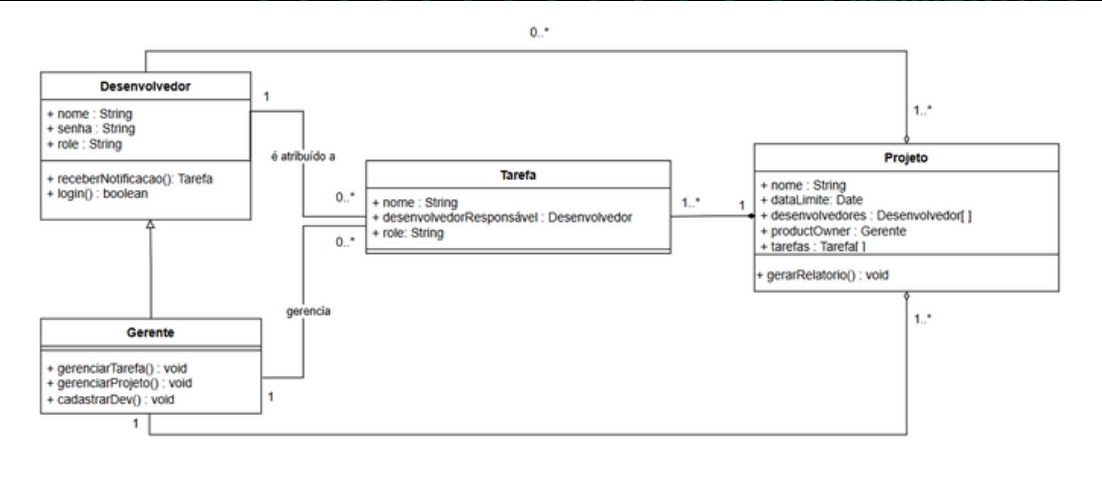 0..*
Desenvolvedor
+ nome : String
+ senha : String
+ role : String
+ receberNotificacao(): Tarefa
+ login() : boolean
1
é atribuído a
0..*
Tarefa
+ nome : String
+ desenvolvedorResponsável : Desenvolvedor
+ role: String
0..*
gerencia
1..*
1
1..*
Projeto
+ nome : String
+ dataLimite: Date
+ desenvolvedores : Desenvolvedor[ ]
+ productOwner : Gerente
+ tarefas : Tarefa[ ]
+ gerarRelatorio() : void
1..*
Gerente
+ gerenciarTarefa() : void
+ gerenciarProjeto() : void
+ cadastrarDev() : void
1
1